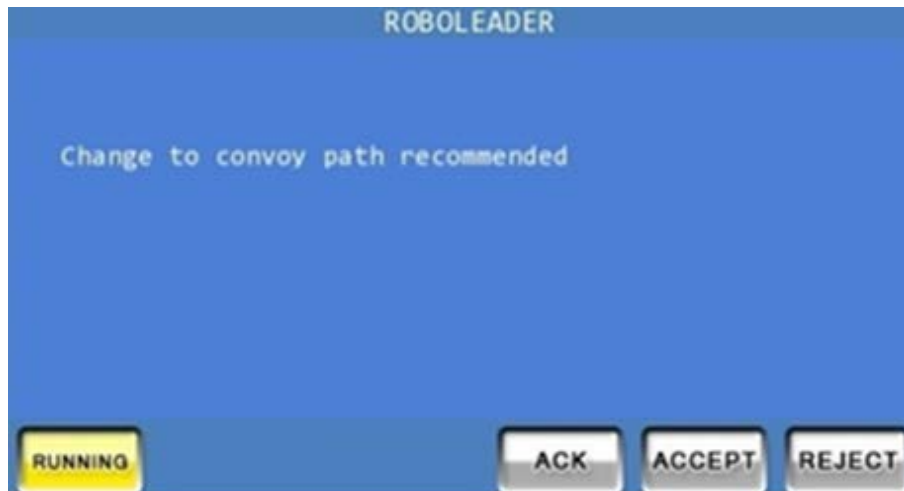 ROBOLEADER
Change to convoy path recommended
RUNNING
ACK
ACCEPT
REJECT